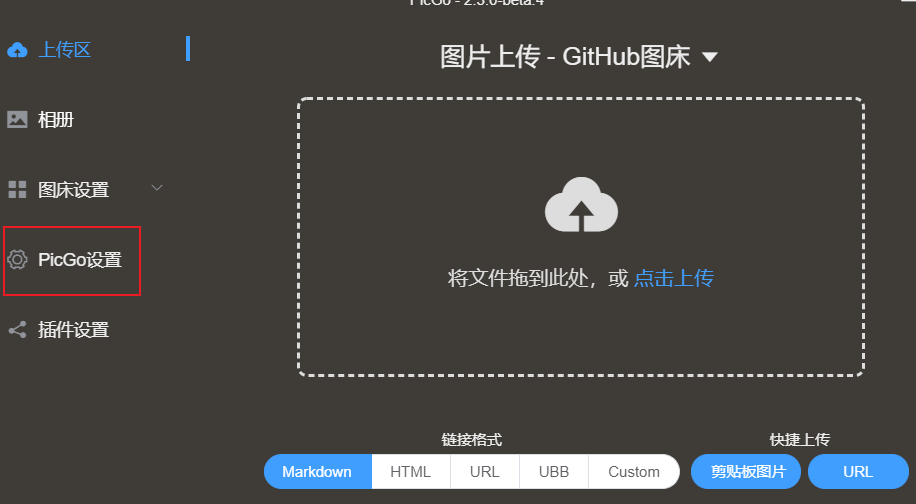 PicGo - 2.3.0-beta.4
上传区
相册
图床设置
PicGo设置
插件设置
图片上传 - GitHub图床
将文件拖到此处，或 点击上传
链接格式
Markdown HTML URL UBB Custom
快捷上传
剪贴板图片 URL